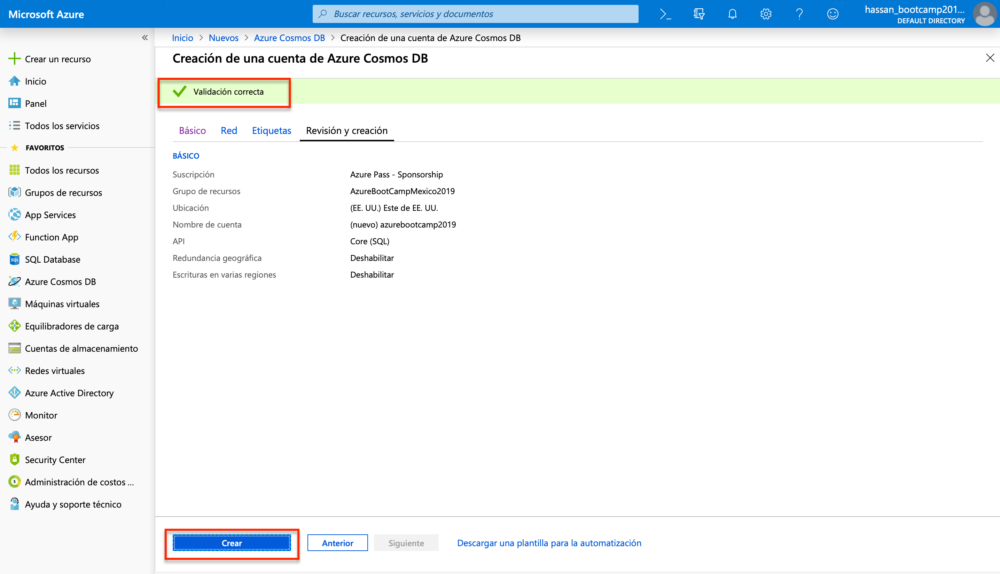 Microsoft Azure
Buscar recursos, servicios y documentos
hassan_bootcamp201...
DEFAULT DIRECTORY
Inicio > Nuevos > Azure Cosmos DB > Creación de una cuenta de Azure Cosmos DB
Creación de una cuenta de Azure Cosmos DB
Crear un recurso
Inicio
Panel
Todos los servicios
FAVORITOS
Todos los recursos
Grupos de recursos
App Services
Function App
SQL
SQL Database
Azure Cosmos DB
Máquinas virtuales
Equilibradores de carga
Cuentas de almacenamiento
Redes virtuales
Azure Active Directory
Monitor
Asesor
Security Center
Administración de costos ...
Ayuda y soporte técnico
Validación correcta
Básico Red Etiquetas Revisión y creación
BÁSICO
Suscripción Azure Pass - Sponsorship
Grupo de recursos AzureBootCampMexico2019
Ubicación (EE. UU.) Este de EE. UU.
Nombre de cuenta (nuevo) azurebootcamp2019
API Core (SQL)
Redundancia geográfica Deshabilitar
Escrituras en varias regiones Deshabilitar
Crear Anterior Siguiente Descargar una plantilla para la automatización